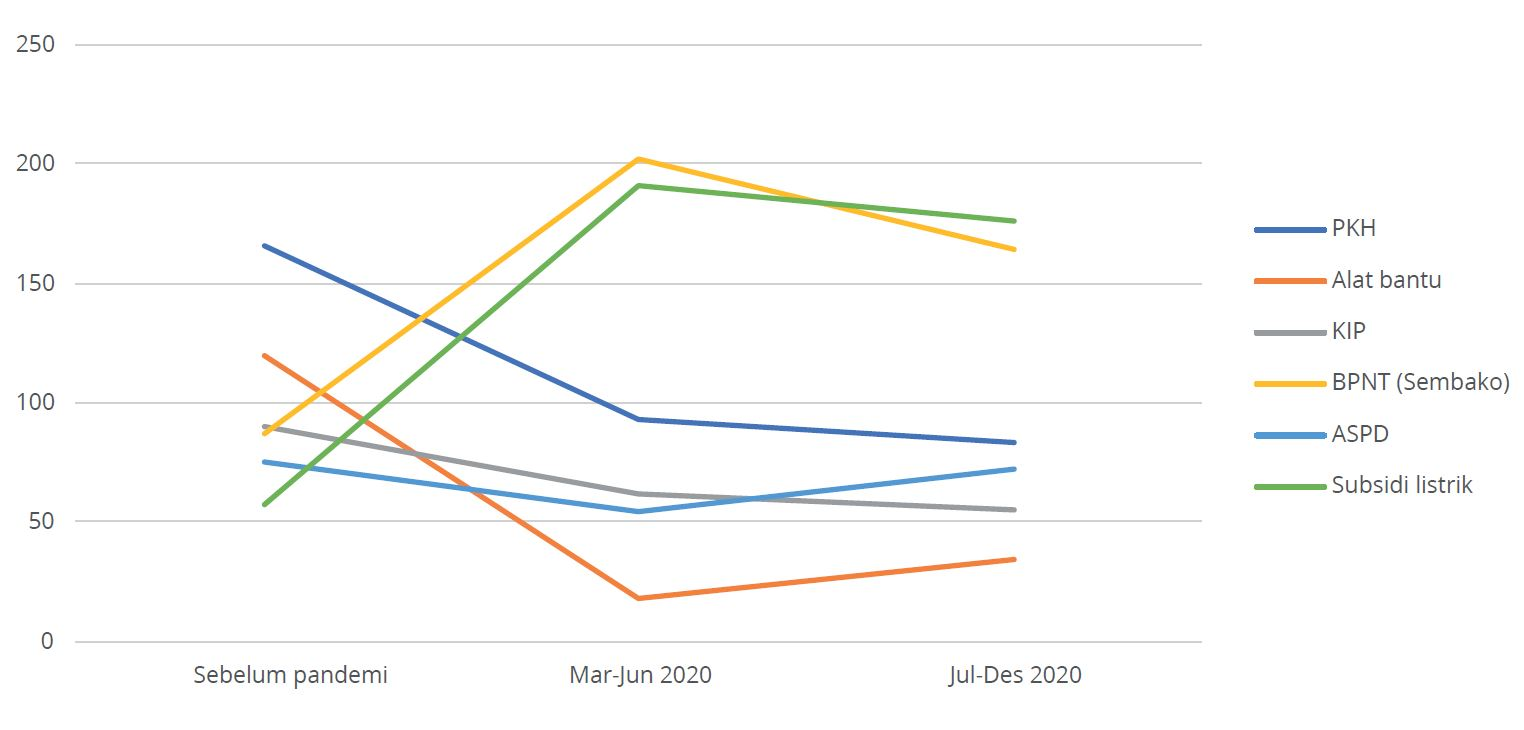 250
200
150
100
50
0
Sebelum pandemi
Mar-Jun 2020
Jul-Des 2020
PKH
Alat bantu
KIP
BPNT (Sembako)
ASPD
Subsidi listrik